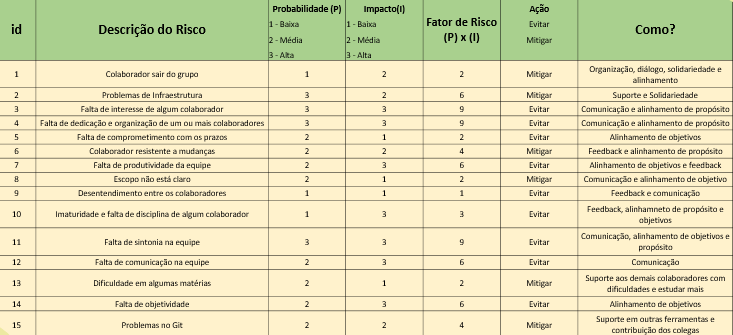 id Descrição do Risco Probabilidade (P) 1 - Baixa 2 - Média 3 - Alta Impacto(I) 1 - Baixa 2 - Média 3 - Alta Fator de Risco (P) x (I) Ação Evitar Mitigar Como?
1 Colaborador sair do grupo 1 2 2 Mitigar Organização, diálogo, solidariedade e alinhamento
2 Problemas de Infraestrutura 3 2 6 Mitigar Suporte e Solidariedade
3 Falta de interesse de algum colaborador 3 3 9 Evitar Comunicação e alinhamento de propósito
4 Falta de dedicação e organização de um ou mais colaboradores 3 3 9 Evitar Comunicação e alinhamento de propósito
5 Falta de comprometimento com os prazos 2 1 2 Evitar Alinhamento de objetivos
6 Colaborador resistente a mudanças 2 2 4 Mitigar Feedback e alinhamento de propósito
7 Falta de produtividade da equipe 2 3 6 Evitar Alinhamento de objetivos e feedback
8 Escopo não está claro 2 1 2 Mitigar Comunicação e alinhamento de objetivo
9 Desentendimento entre os colaboradores 1 1 1 Evitar Feedback e comunicação
10 Imaturidade e falta de disciplina de algum colaborador 1 3 3 Evitar Feedback, alinhamneto de propósito e objetivos
11 Falta de sintonia na equipe 3 3 9 Evitar Comunicação, alinhamento de objetivos e propósito
12 Falta de comunicação na equipe 2 3 6 Evitar Comunicação
13 Dificuldade em algumas matérias 2 1 2 Mitigar Suporte aos demais colaboradores com dificuldades e estudar mais
14 Falta de objetividade 2 3 6 Evitar Alinhamento de objetivos
15 Problemas no Git 2 2 4 Mitigar Suporte em outras ferramentas e contribuição dos colegas